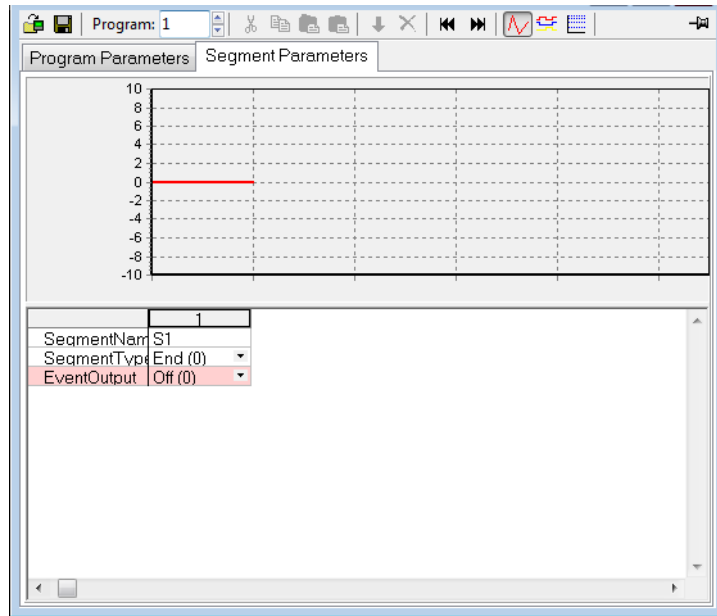 Program: 1
Program Parameters Segment Parameters
10
8
6
4
2
0
-2
-4
-6
-8
-10
1
SegmentNam S1
SegmentType End (0)
EventOutput Off (0)